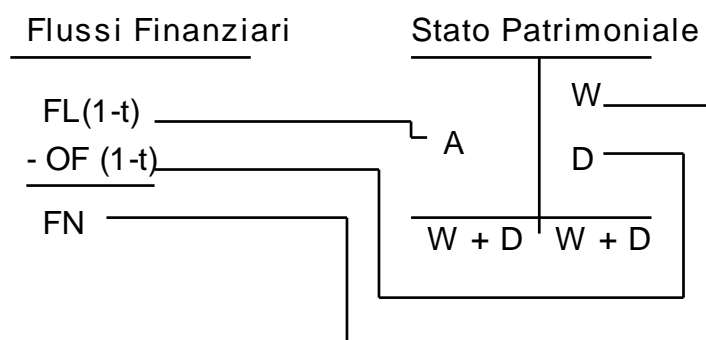 Flussi Finanziari
Stato Patrimoniale
FL(1-t)
- OF (1-t)
FN
A
W
D
W + D
W + D